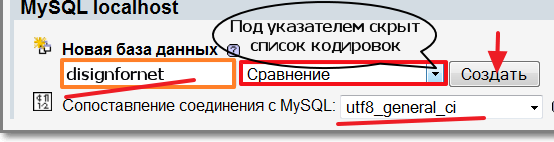 MySQL localhost
Под указателем скрыт
список кодировок
Новая база данных
disignfornet
Сравнение
Создать
Сопоставление соединения с MySQL:
utf8_general_ci